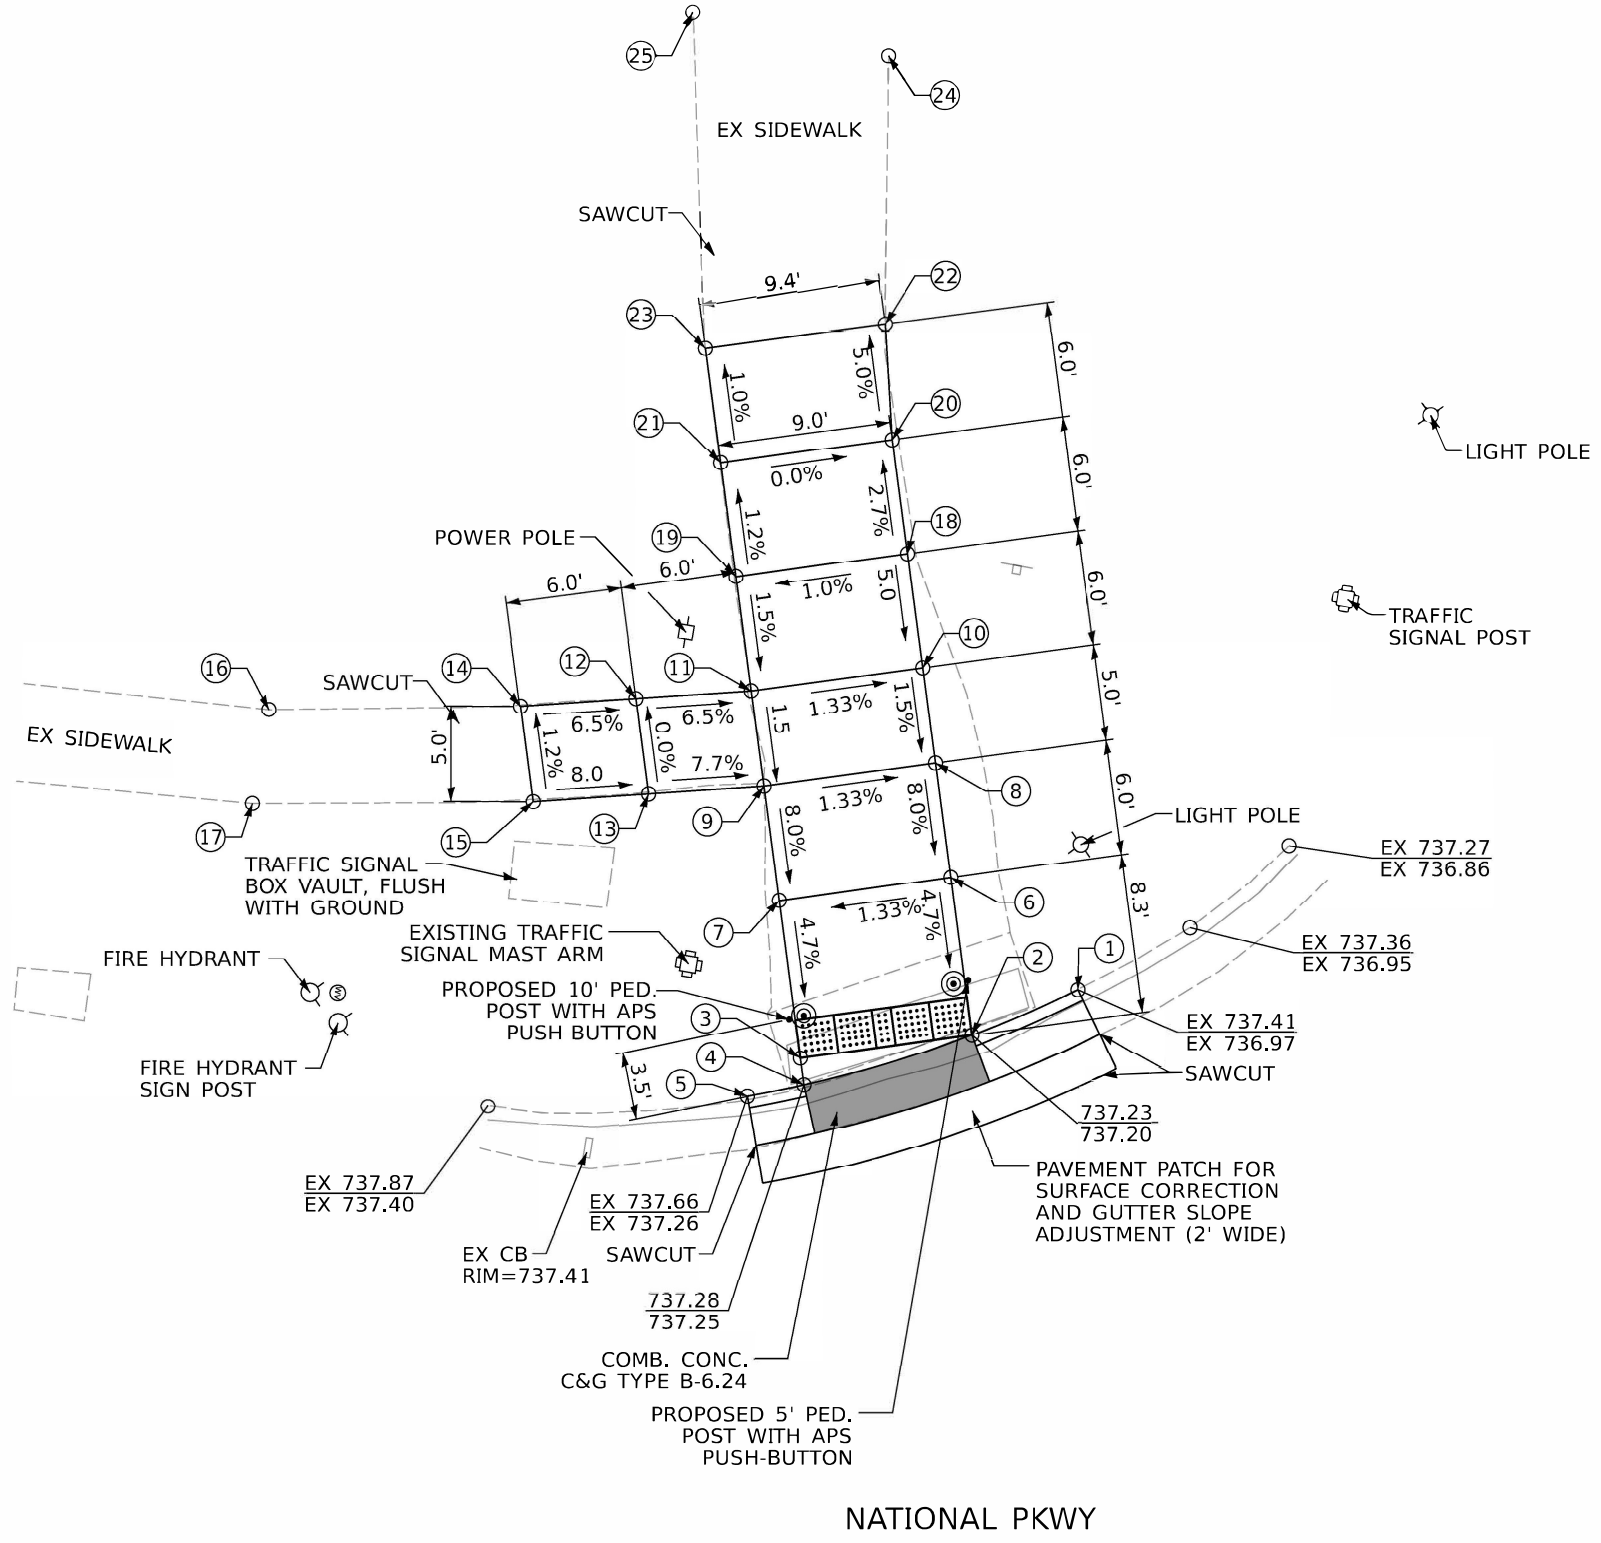 25
24
EX SIDEWALK
SAWCUT
9.4'
22
23
6.0'
1.0%
5.0%
21
9.0'
20
LIGHT POLE
0.0%
6.0'
1.2%
2.7%
POWER POLE
19
18
6.0'
6.0'
1.5%
1.0%
5.0
6.0'
TRAFFIC
SIGNAL POST
16
14
12
11
10
SAWCUT
6.5%
6.5%
1.33%
1.5%
5.0'
EX SIDEWALK
5.0'
1.2%
0.0%
1.5
8.0
7.7%
1.33%
8
6.0'
17
15
13
9
8.0%
8.0%
LIGHT POLE
TRAFFIC SIGNAL
BOX VAULT, FLUSH
WITH GROUND
EX 737.27
EX 736.86
8.3'
7
1.33%
6
EXISTING TRAFFIC
SIGNAL MAST ARM
4.7%
4.7%
2
1
EX 737.36
EX 736.95
FIRE HYDRANT
PROPOSED 10' PED.
POST WITH APS
PUSH BUTTON
3
EX 737.41
EX 736.97
FIRE HYDRANT
SIGN POST
4
5
3.5'
SAWCUT
737.23
737.20
EX 737.87
EX 737.40
EX 737.66
EX 737.26
PAVEMENT PATCH FOR
SURFACE CORRECTION
AND GUTTER SLOPE
ADJUSTMENT (2' WIDE)
EX CB
RIM=737.41
SAWCUT
737.28
737.25
COMB. CONC.
C&G TYPE B-6.24
PROPOSED 5' PED.
POST WITH APS
PUSH-BUTTON
NATIONAL PKWY